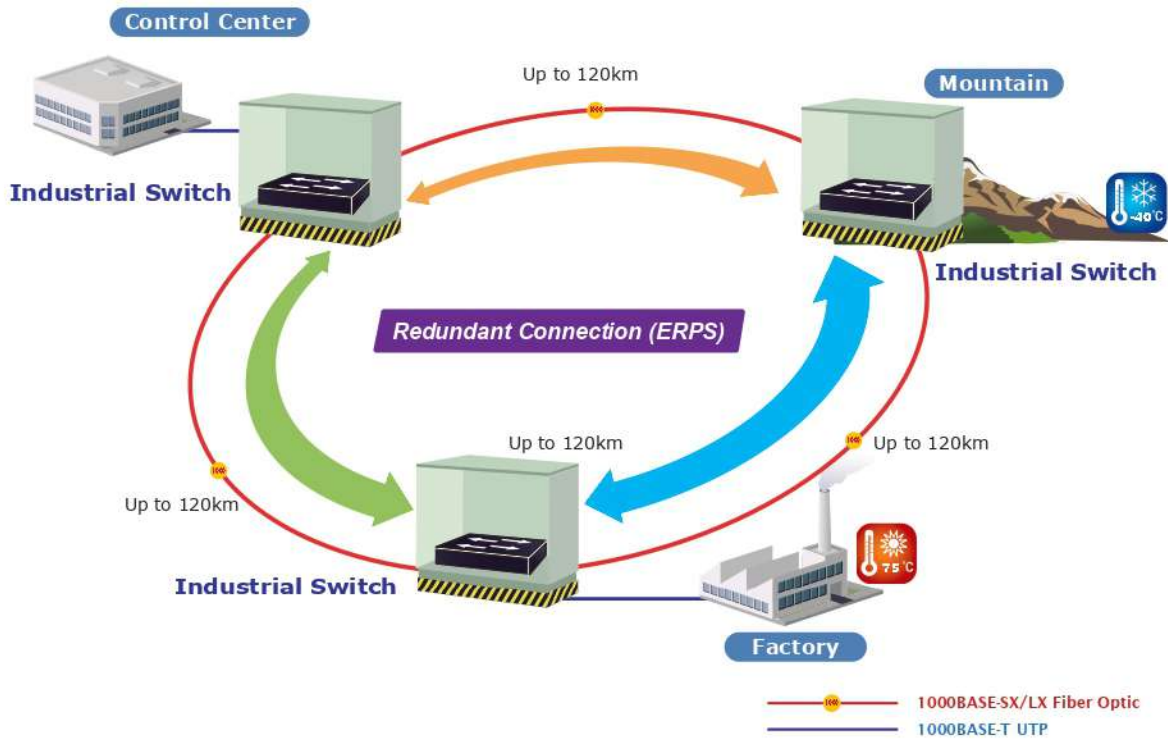 Control Center
Up to 120km
Mountain
Industrial Switch
-40℃
Industrial Switch
Redundant Connection (ERPS)
Up to 120km
Up to 120km
Up to 120km
75℃
Industrial Switch
Factory
1000BASE-SX/LX Fiber Optic
1000BASE-T UTP